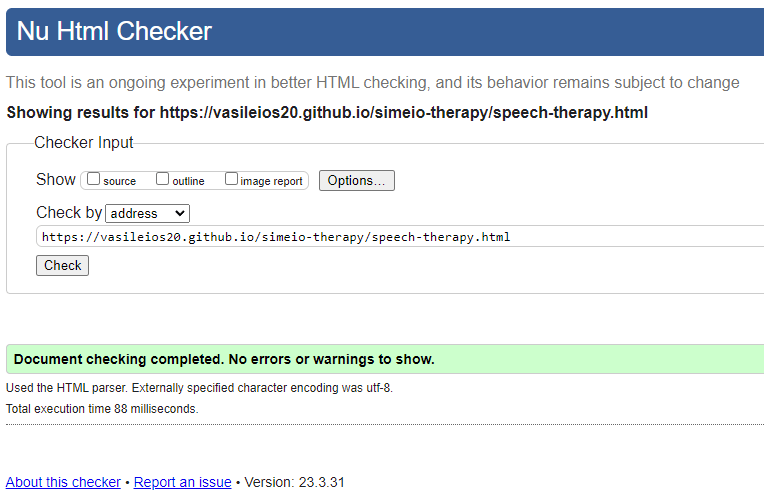 Nu Html Checker
This tool is an ongoing experiment in better HTML checking, and its behavior remains subject to change
Showing results for https://vasileios20.github.io/simeio-therapy/speech-therapy.html
Checker Input
Show source outline image report Options...
Check by address
https://vasileios20.github.io/simeio-therapy/speech-therapy.html
Check
Document checking completed. No errors or warnings to show.
Used the HTML parser. Externally specified character encoding was utf-8.
Total execution time 88 milliseconds.
About this checker • Report an issue • Version: 23.3.31